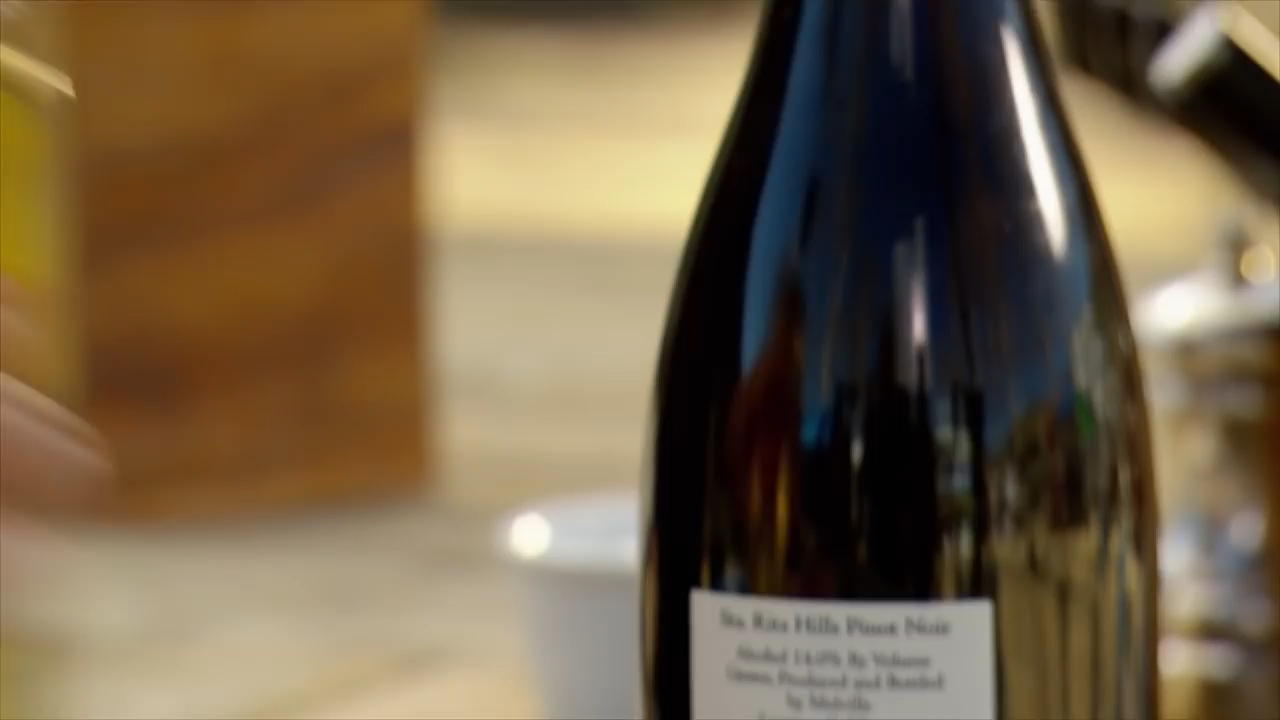 Sta. Rita Hills Pinot Noir
Alcohol 14.0% By Volume
Grown, Produced and Bottled
by Melville